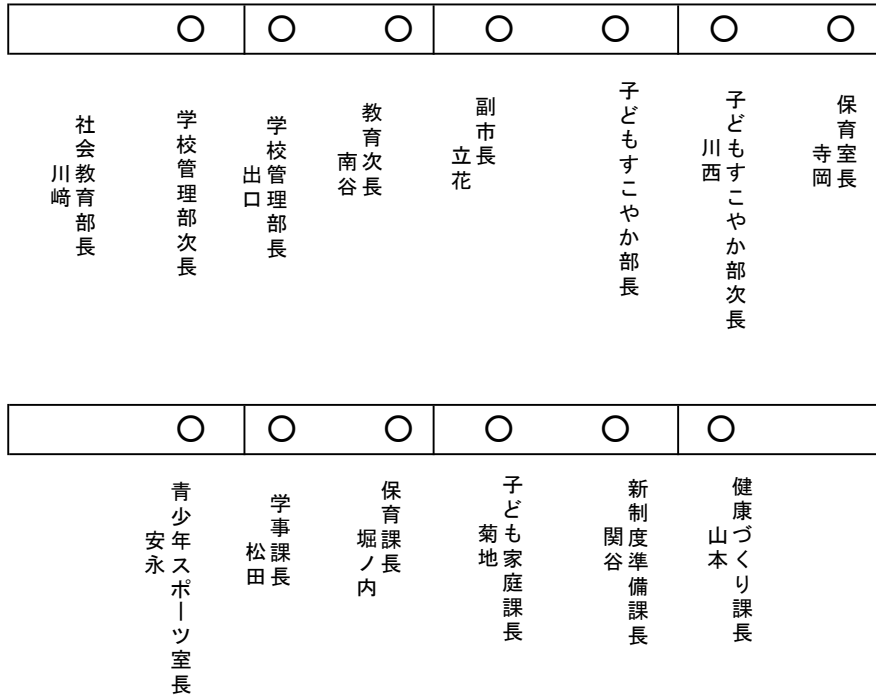 保育室長
寺岡
子どもすこやか部次長
川西
子どもすこやか部長
副市長
立花
教育次長
南谷
学校管理部長
出口
学校管理部次長
社会教育部長
川﨑
健康づくり課長
山本
新制度準備課長
関谷
子ども家庭課長
菊地
保育課長
堀ノ内
学事課長
松田
青少年スポーツ室長
安永